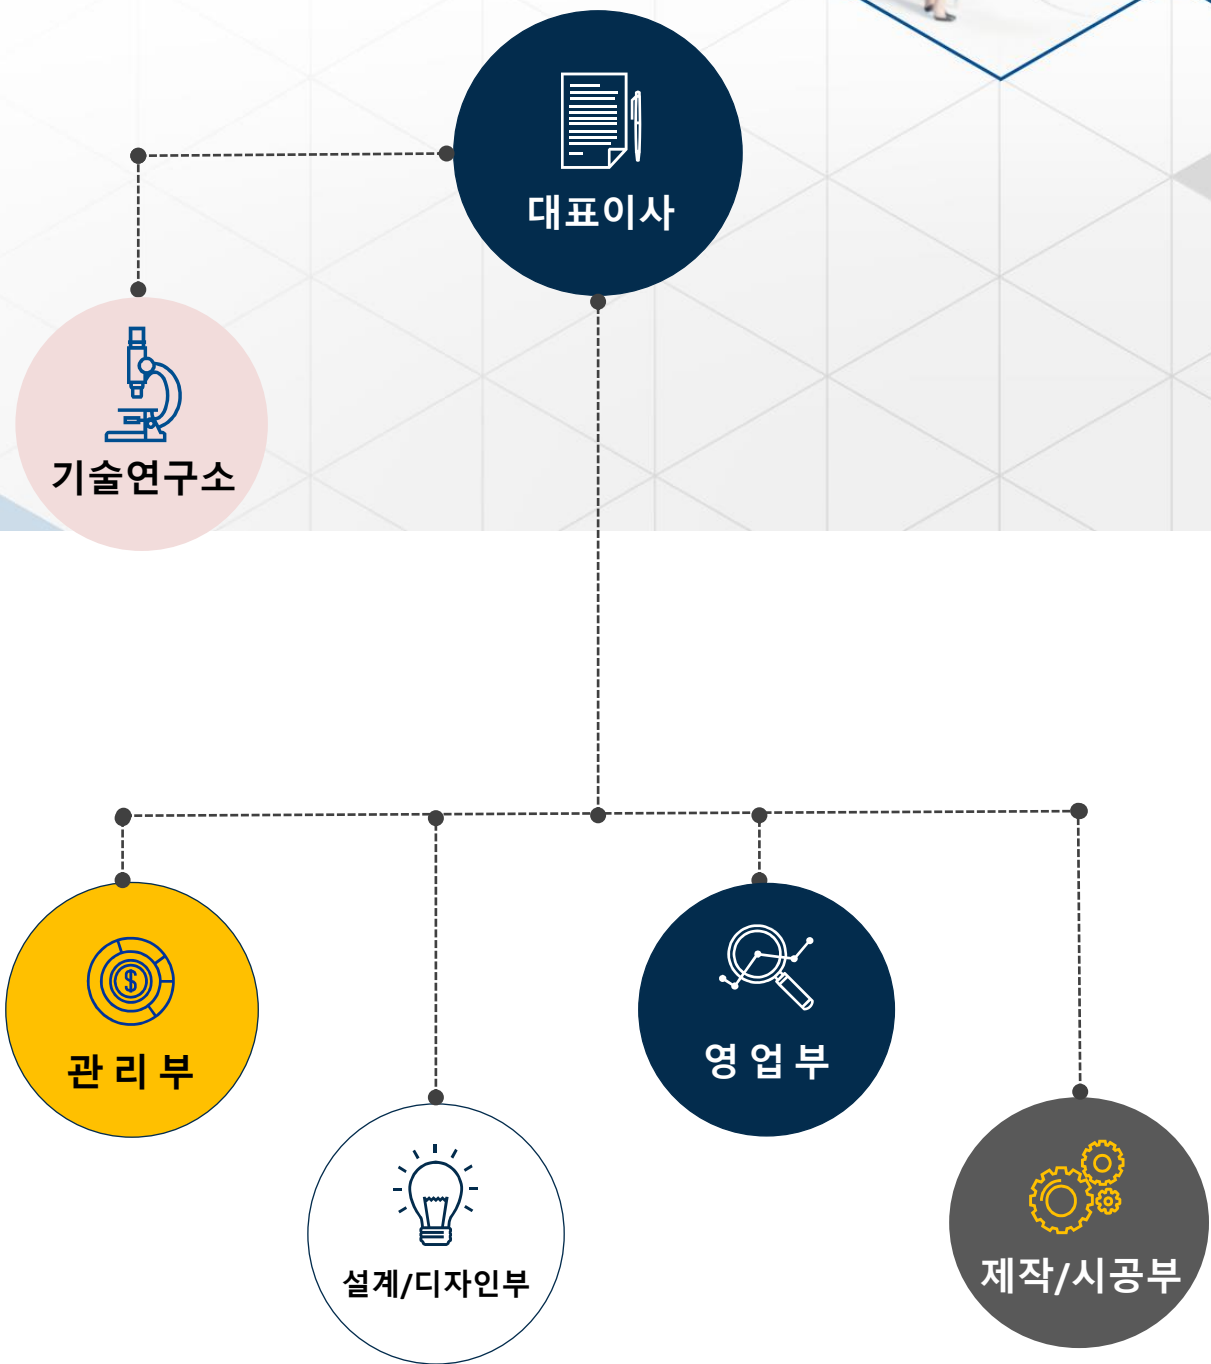 대표이사
기술연구소
관 리 부
영 업 부
설계/디자인부
제작/시공부